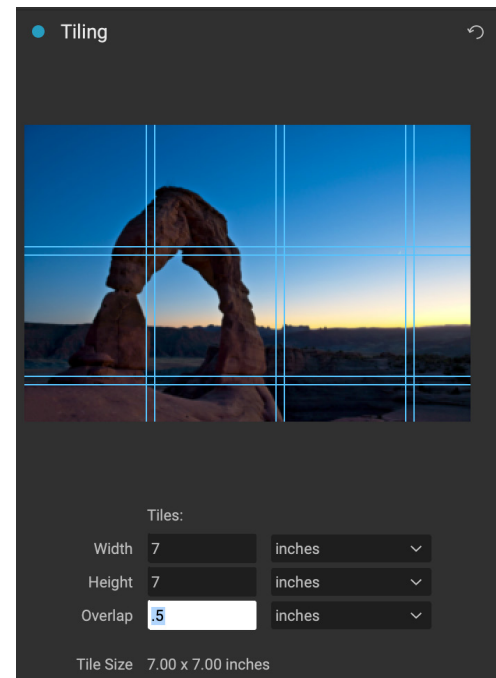 Tiling
Tiles:
Width 7 inches
Height 7 inches
Overlap .5 inches
Tile Size 7.00 x 7.00 inches